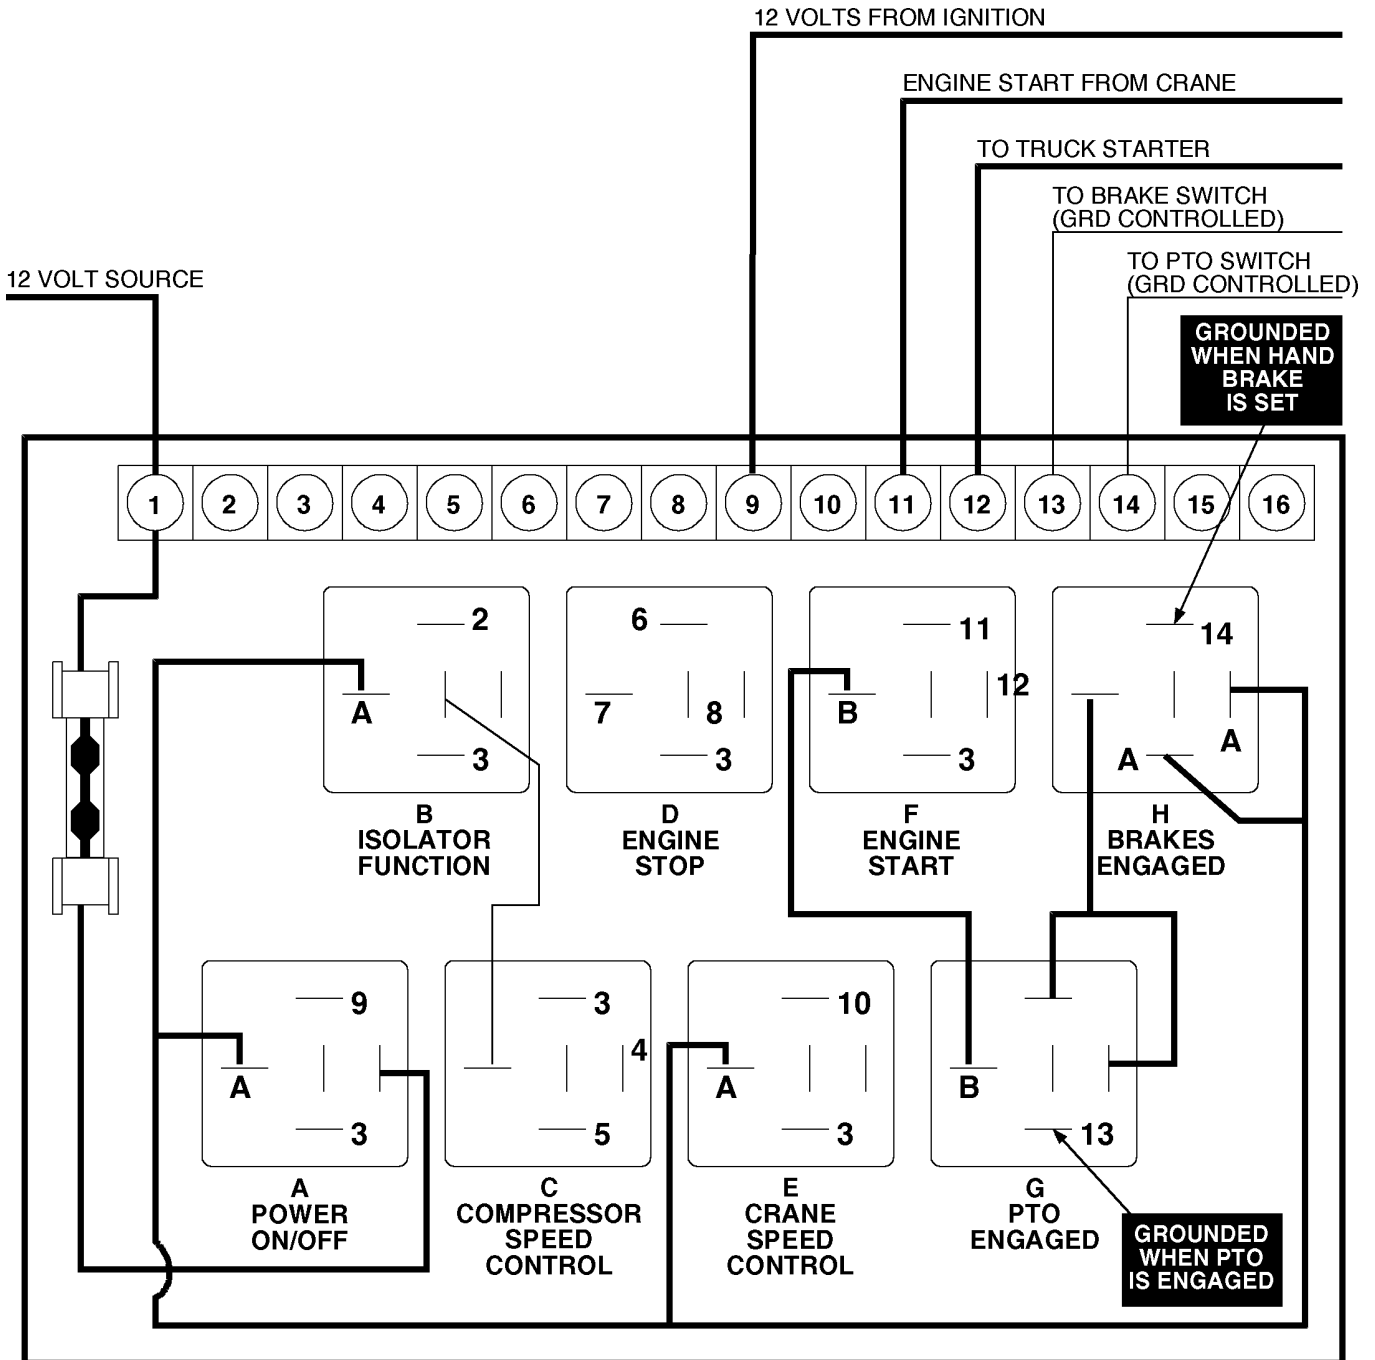 12 VOLTS FROM IGNITION
ENGINE START FROM CRANE
TO TRUCK STARTER
TO BRAKE SWITCH
(GRD CONTROLLED)
TO PTO SWITCH
(GRD CONTROLLED)
12 VOLT SOURCE
GROUNDED
WHEN HAND
BRAKE
IS SET
1 2 3 4 5 6 7 8 9 10 11 12 13 14 15 16
2
A
3
B
ISOLATOR
FUNCTION
6
7
8
3
D
ENGINE
STOP
11
12
B
3
F
ENGINE
START
14
A
A
H
BRAKES
ENGAGED
9
A
3
A
POWER
ON/OFF
3
4
5
C
COMPRESSOR
SPEED
CONTROL
10
A
3
E
CRANE
SPEED
CONTROL
B
13
G
PTO
ENGAGED
GROUNDED
WHEN PTO
IS ENGAGED